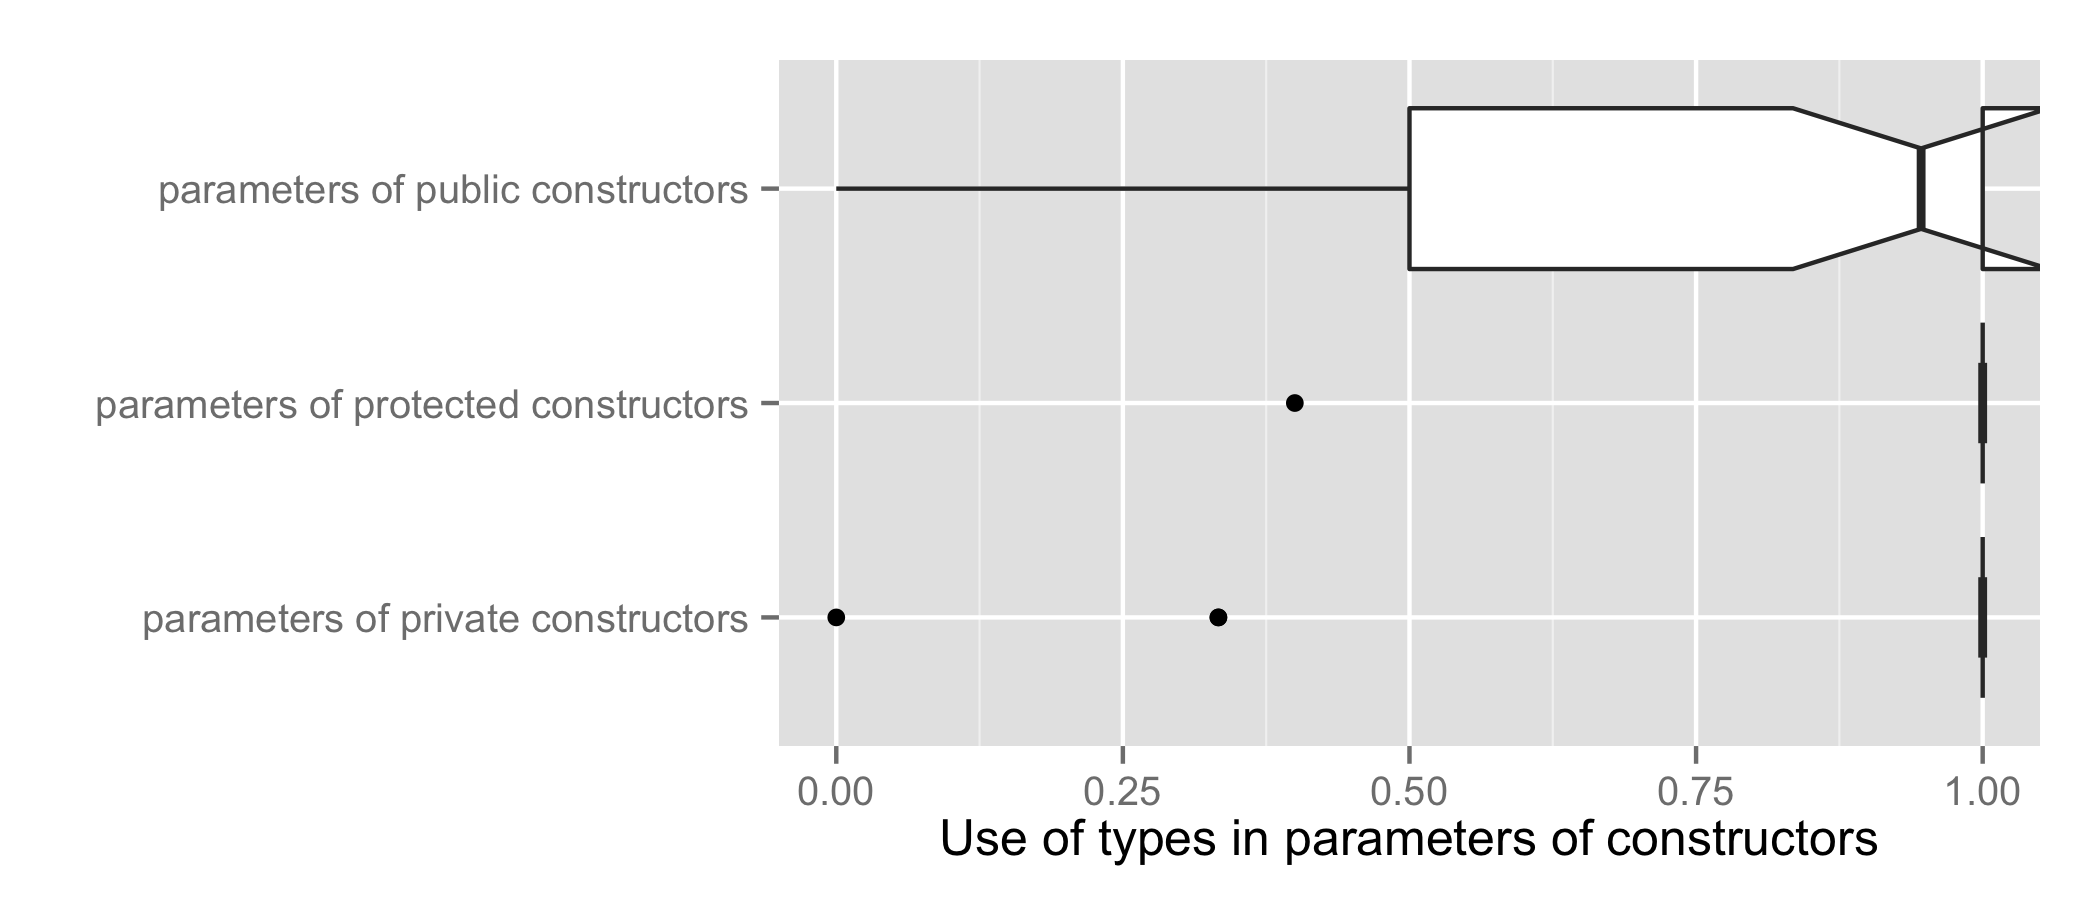 parameters of public constructors
parameters of protected constructors
parameters of private constructors
0.00 0.25 0.50 0.75 1.00
Use of types in parameters of constructors